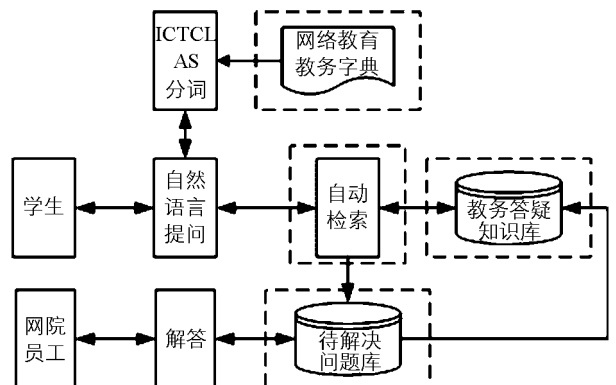 ICTCL
AS
分词
网络教育
教务字典
学生
自然
语言
提问
自动
检索
教务答疑
知识库
网院
员工
解答
待解决
问题库